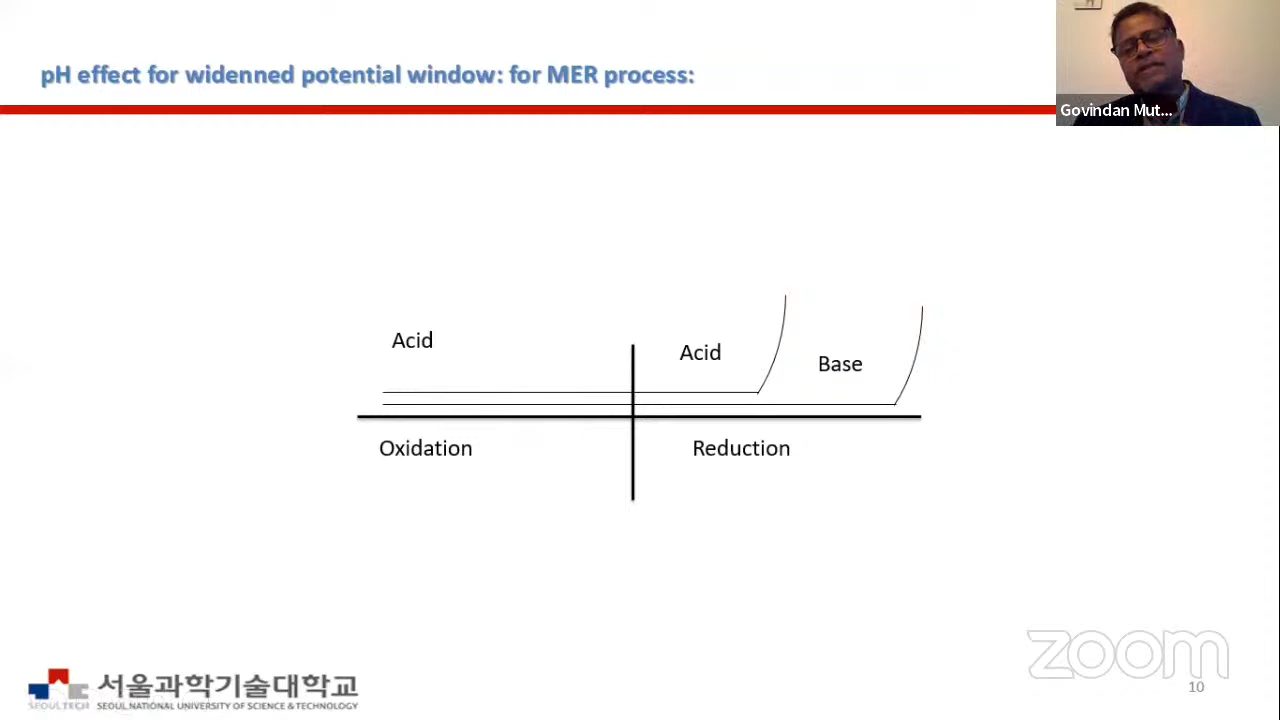 pH effect for widenned potential window: for MER process:
Govindan Mut...
Acid
Acid
Base
Oxidation
Reduction
zoom
10
SEOULTECH
서울과학기술대학교
SEOUL NATIONAL UNIVERSITY OF SCIENCE & TECHNOLOGY